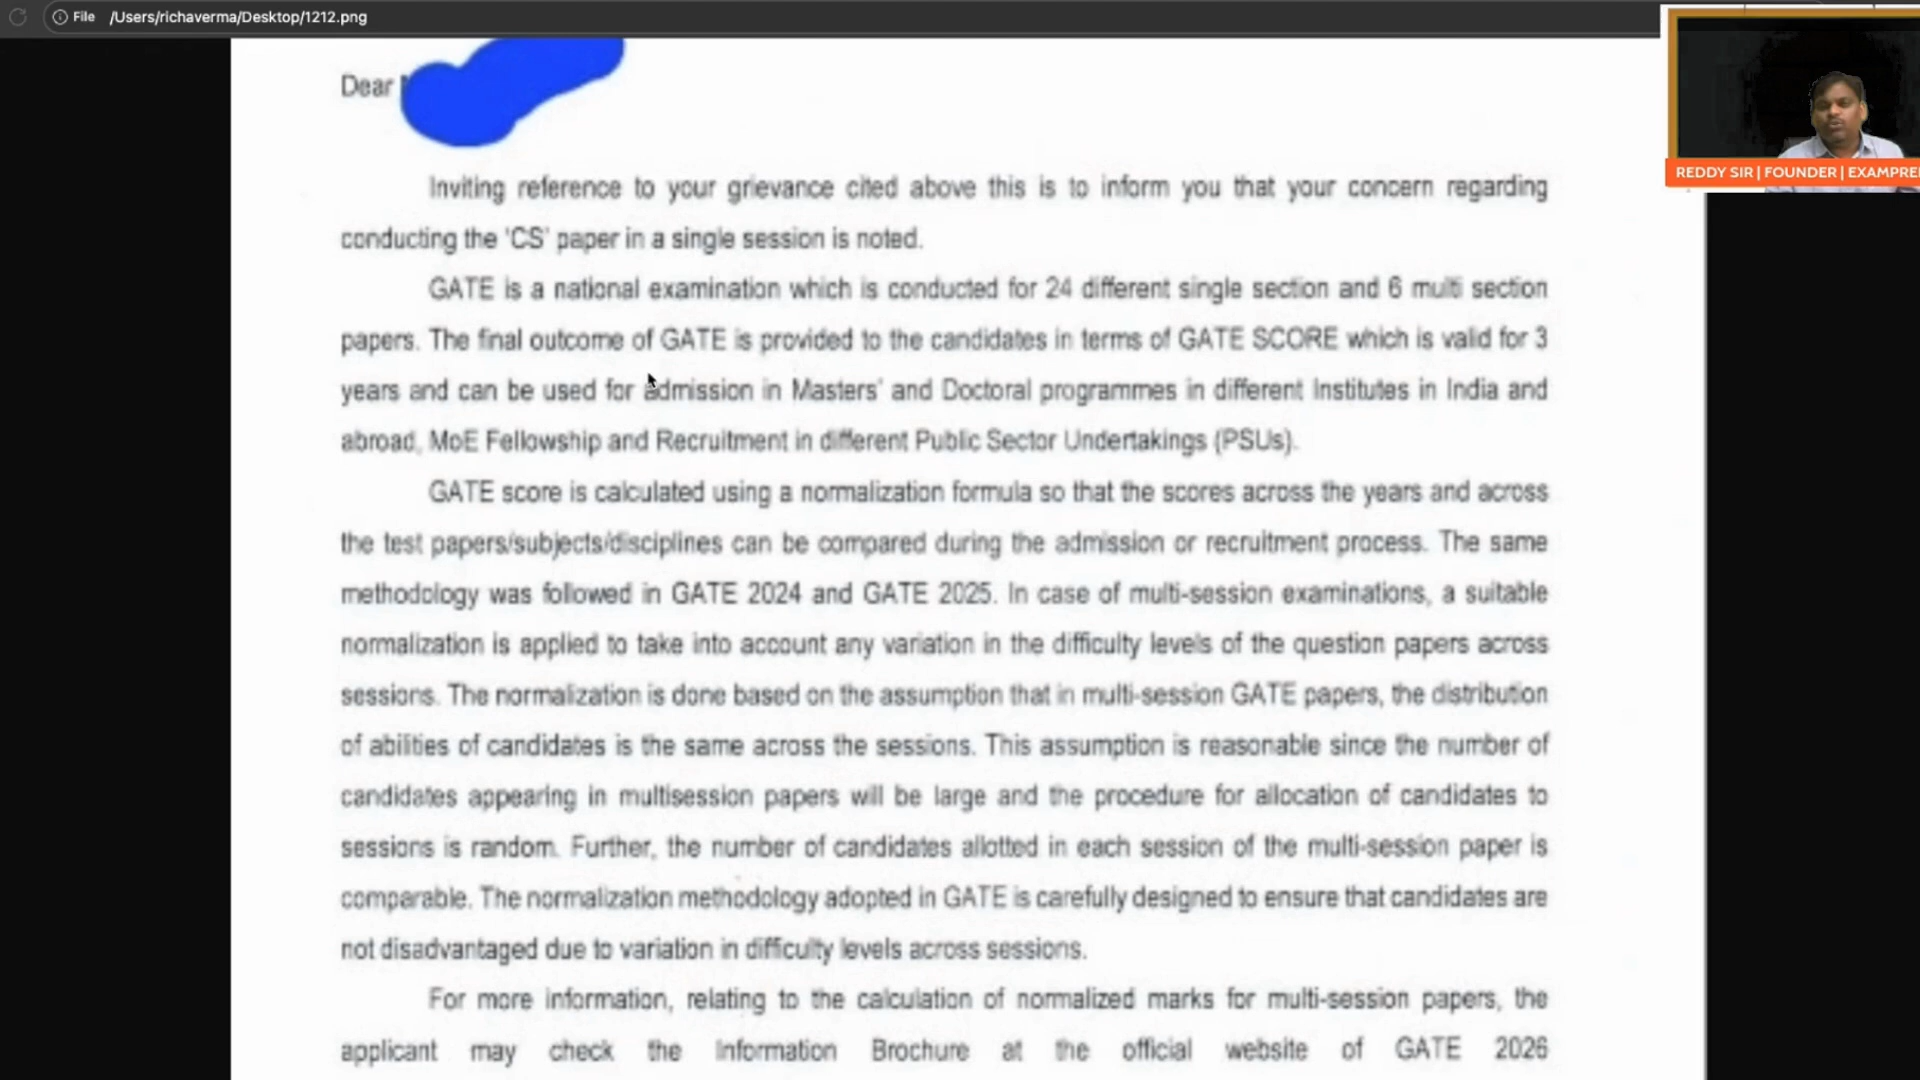 File /Users/richaverma/Desktop/1212.png
Dear
REDDY SIR | FOUNDER | EXAMPRE
Inviting reference to your grievance cited above this is to inform you that your concern regarding
conducting the 'CS' paper in a single session is noted.
GATE is a national examination which is conducted for 24 different single section and 6 multi section
papers. The final outcome of GATE is provided to the candidates in terms of GATE SCORE which is valid for 3
years and can be used for admission in Masters' and Doctoral programmes in different Institutes in India and
abroad, MoE Fellowship and Recruitment in different Public Sector Undertakings (PSUs).
GATE score is calculated using a normalization formula so that the scores across the years and across
the test papers/subjects/disciplines can be compared during the admission or recruitment process. The same
methodology was followed in GATE 2024 and GATE 2025. In case of multi-session examinations, a suitable
normalization is applied to take into account any variation in the difficulty levels of the question papers across
sessions. The normalization is done based on the assumption that in multi-session GATE papers, the distribution
of abilities of candidates is the same across the sessions. This assumption is reasonable since the number of
candidates appearing in multisession papers will be large and the procedure for allocation of candidates to
sessions is random. Further, the number of candidates allotted in each session of the multi-session paper is
comparable. The normalization methodology adopted in GATE is carefully designed to ensure that candidates are
not disadvantaged due to variation in difficulty levels across sessions.
For more information, relating to the calculation of normalized marks for multi-session papers, the
applicant may check the Information Brochure at the official website of GATE 2026